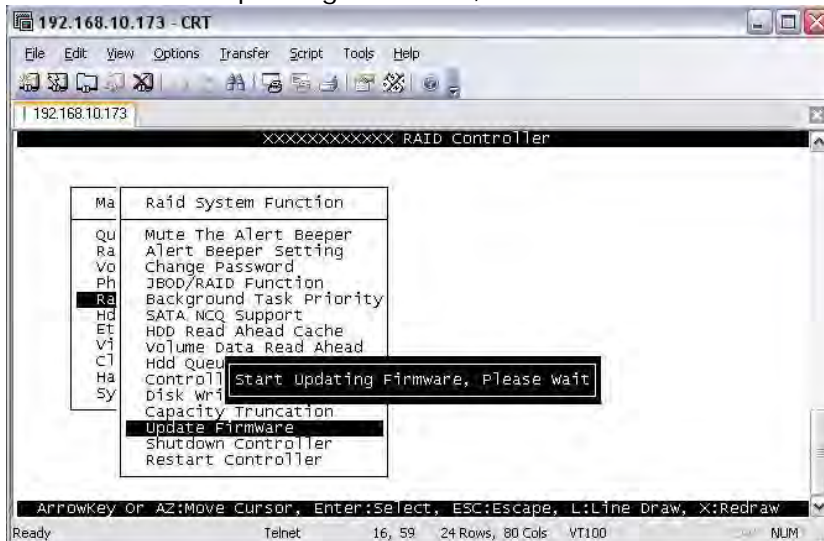 192.168.10.173 - CRT
File Edit View Options Transfer Script Tools Help
192.168.10.173
XXXXXXXXXXXX RAID Controller
Ma Raid System Function
Qu Mute The Alert Beeper
Ra Alert Beeper Setting
Vo Change Password
Ph JBOD/RAID Function
Ra Background Task Priority
Hd SATA NCQ Support
Et HDD Read Ahead Cache
Vi Volume Data Read Ahead
Cl Hdd Queu
Ha Controll Start Updating Firmware, Please Wait
Sy Disk Wri
Capacity Truncation
Update Firmware
Shutdown Controller
Restart Controller
ArrowKey Or AZ:Move Cursor, Enter:Select, ESC:Escape, L:Line Draw, X:Redraw
Ready Telnet 16, 59 24 Rows, 80 Cols VT100 NUM